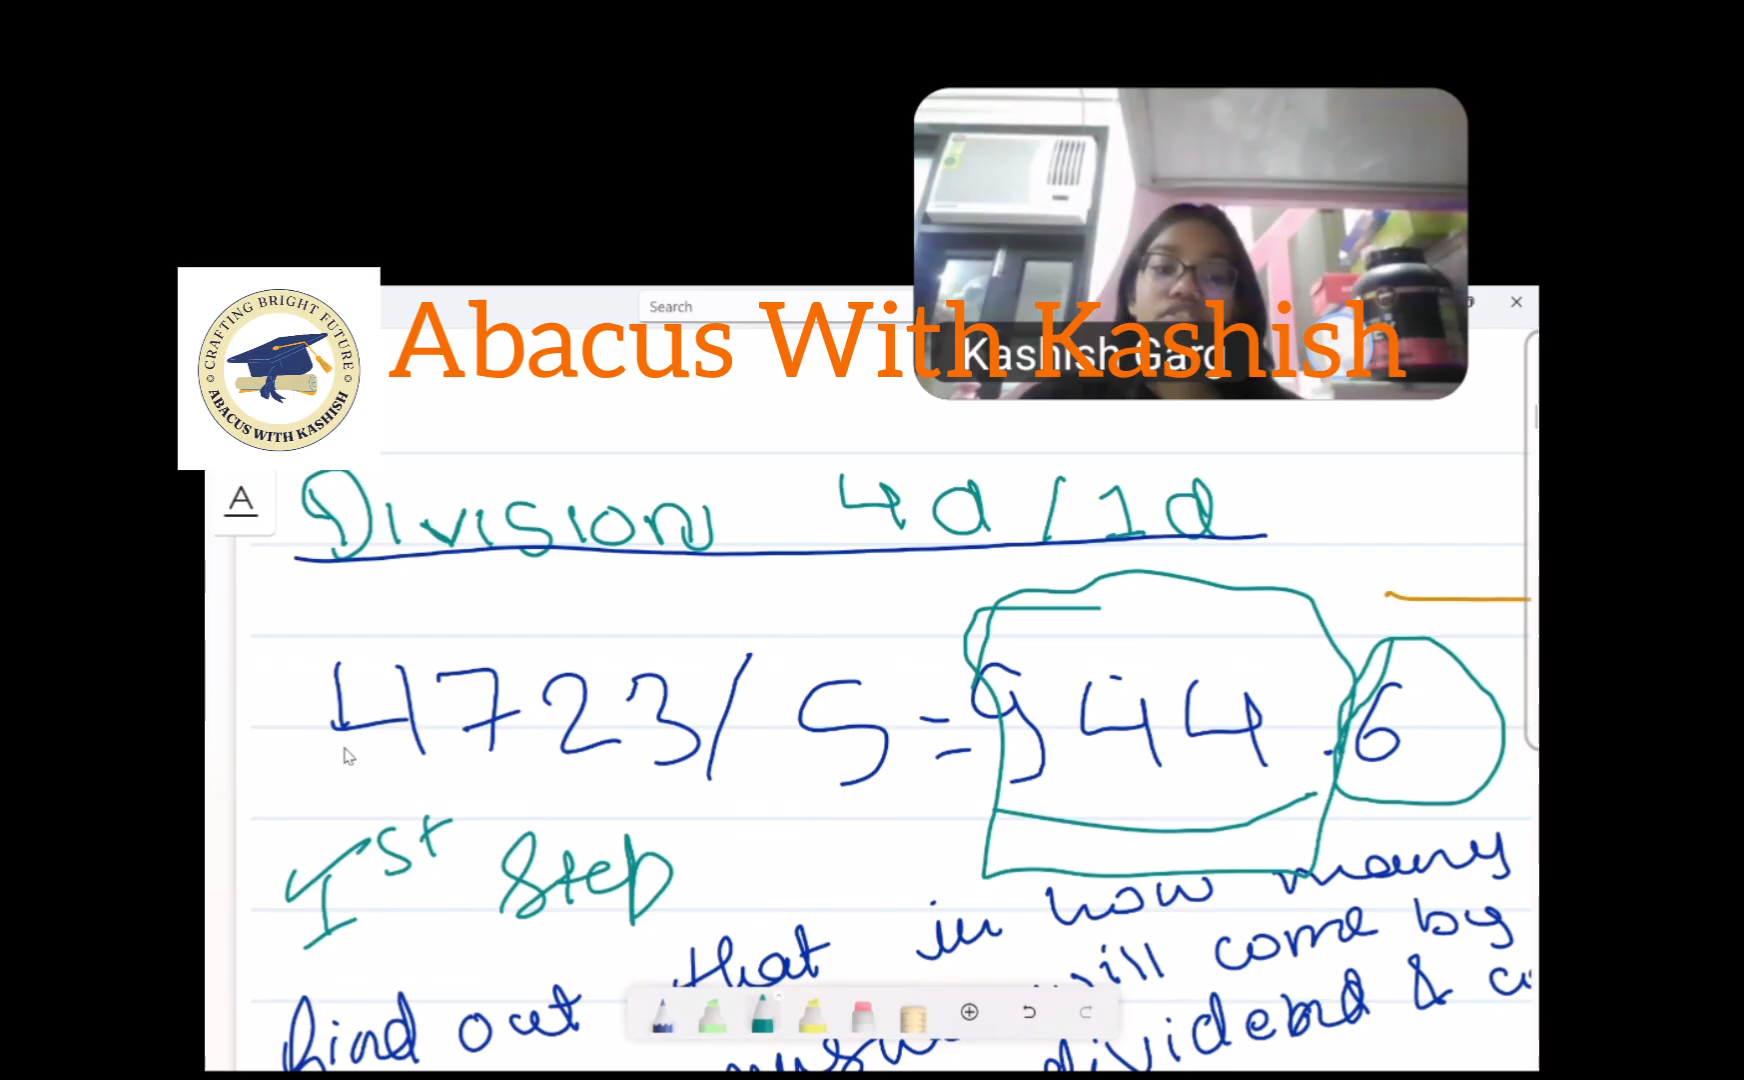 Search
Abacus With Kashish
Kashish Garg
CRAFTING BRIGHT FUTURE
ABACUS WITH KASHISH
A
Division 4d/1d
4723/5=944.6
Ist Step
find out that in how many
will come by
dividend &